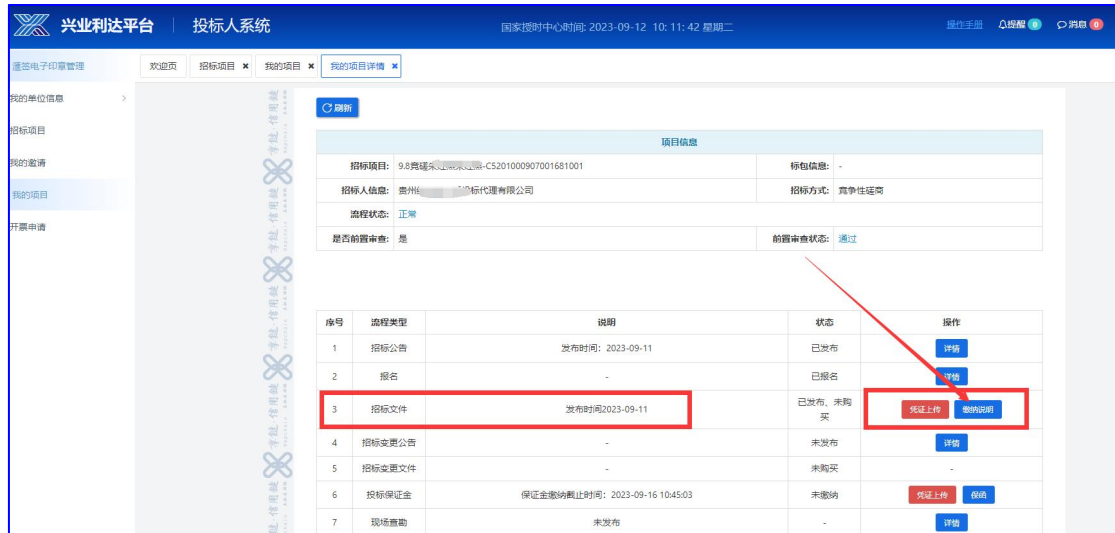 兴业利达平台 | 投标人系统 国家授时中心时间: 2023-09-12 10: 11: 42 星期二 操作手册 提醒 0 消息 0
签电子印章管理 欢迎页 招标项目 × 我的项目 × 我的项目详情 ×
我的单位信息 >
招标项目
我的邀请
我的项目
开票申请
刷新
项目信息
招标项目: 9.8竞磋采 -C5201000907001681001 标包信息: -
招标人信息: 贵州 标代理有限公司 招标方式: 竞争性磋商
流程状态: 正常
是否前置审查: 是 前置审查状态: 通过
序号 流程类型 说明 状态 操作
1 招标公告 发布时间：2023-09-11 已发布 详情
2 报名 - 已报名 详情
3 招标文件 发布时间2023-09-11 已发布、未购买 凭证上传 缴纳说明
4 招标变更公告 - 未发布 详情
5 招标变更文件 - 未购买 -
6 投标保证金 保证金缴纳截止时间：2023-09-16 10:45:03 未缴纳 凭证上传 保函
7 现场查勘 未发布 - 详情